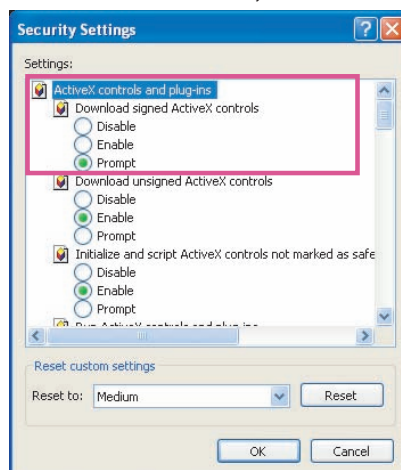 Security Settings
Settings:
ActiveX controls and plug-ins
Download signed ActiveX controls
Disable
Enable
Prompt
Download unsigned ActiveX controls
Disable
Enable
Prompt
Initialize and script ActiveX controls not marked as safe
Disable
Enable
Prompt
Reset custom settings
Reset to: Medium Reset
OK Cancel